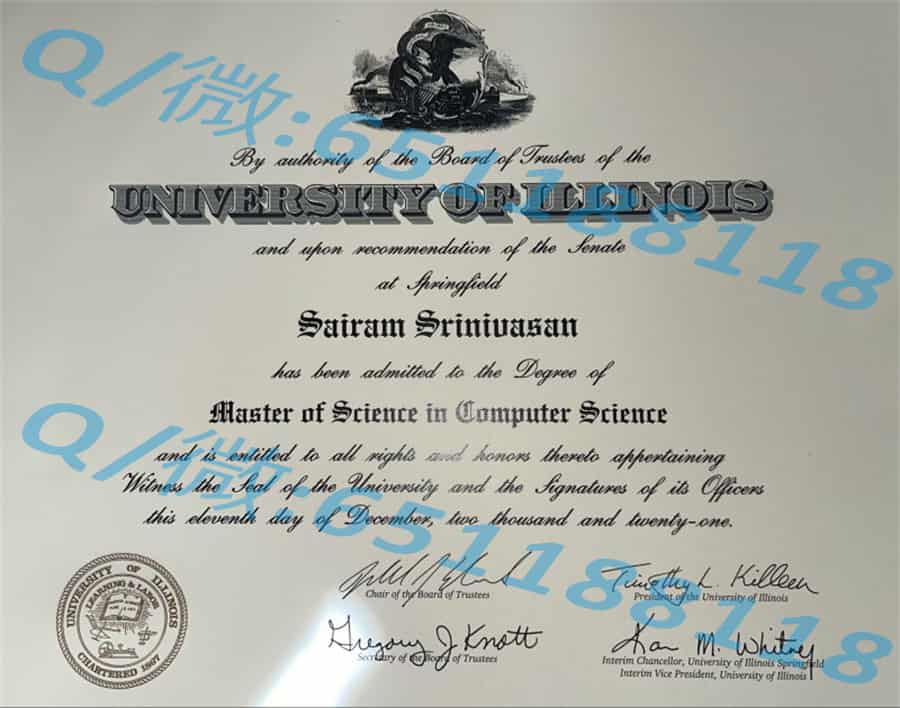 Q/微:65118811 8
By authority of the Board of Trustees of the
UNIVERSITY OF ILLINOIS
and upon recommendation of the Senate
at Springfield
Sairam Srinivasan
has been admitted to the Degree of
Master of Science in Computer Science
and is entitled to all rights and honors thereto appertaining
Witness the Seal of the University and the Signatures of its Officers
this eleventh day of December, two thousand and twenty-one.
Q/微:651188118
Chair of the Board of Trustees
Timothy L. Killeen
President of the University of Illinois
Gregory J Knott
Secretary of the Board of Trustees
Karen M. Whitney
Interim Chancellor, University of Illinois Springfield
Interim Vice President, University of Illinois
UNIVERSITY OF ILLINOIS
LEARNING & LABOR
CHARTERED 1867